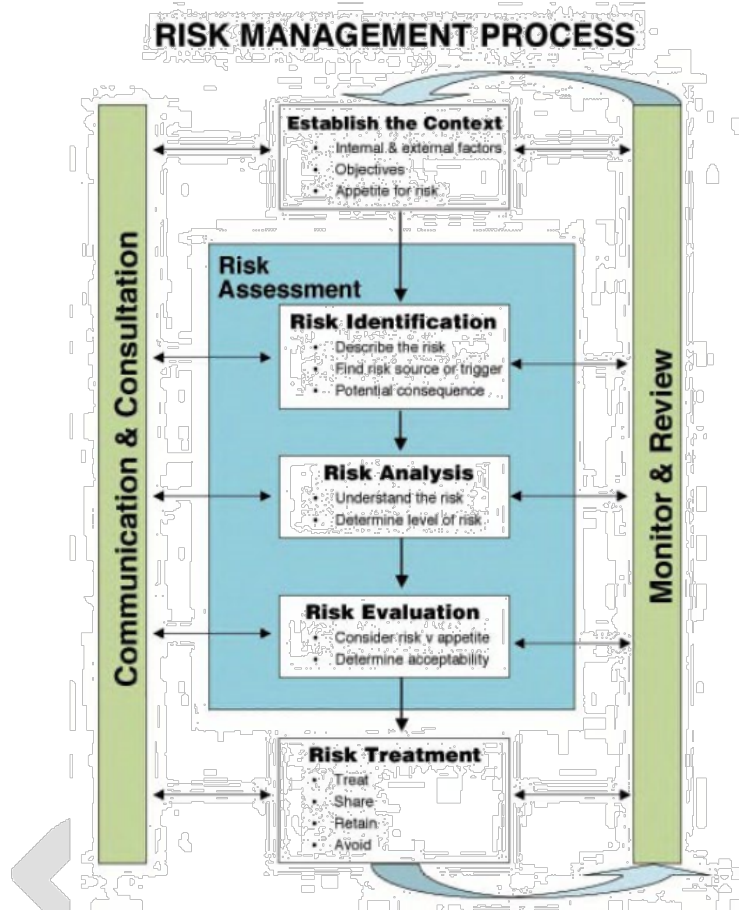 RISK MANAGEMENT PROCESS
Establish the Context
• Internal & external factors
• Objectives
• Appetite for risk
Communication & Consultation
Monitor & Review
Risk
Assessment
Risk Identification
• Describe the risk
• Find risk source or trigger
• Potential consequence
Risk Analysis
• Understand the risk
• Determine level of risk
Risk Evaluation
• Consider risk v appetite
• Determine acceptability
Risk Treatment
• Treat
• Share
• Retain
• Avoid